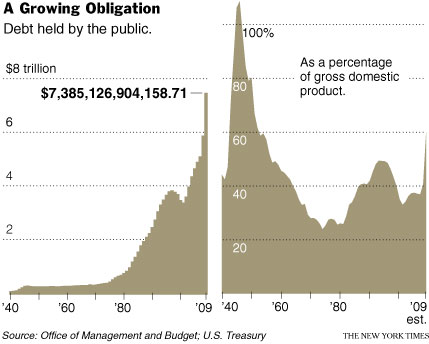 A Growing Obligation
Debt held by the public.
$8 trillion
$7,385,126,904,158.71
6
4
2
'40
'60
'80
'09
100%
As a percentage
of gross domestic
product.
80
60
40
20
'40
'60
'80
'09
est.
Source: Office of Management and Budget; U.S. Treasury
THE NEW YORK TIMES